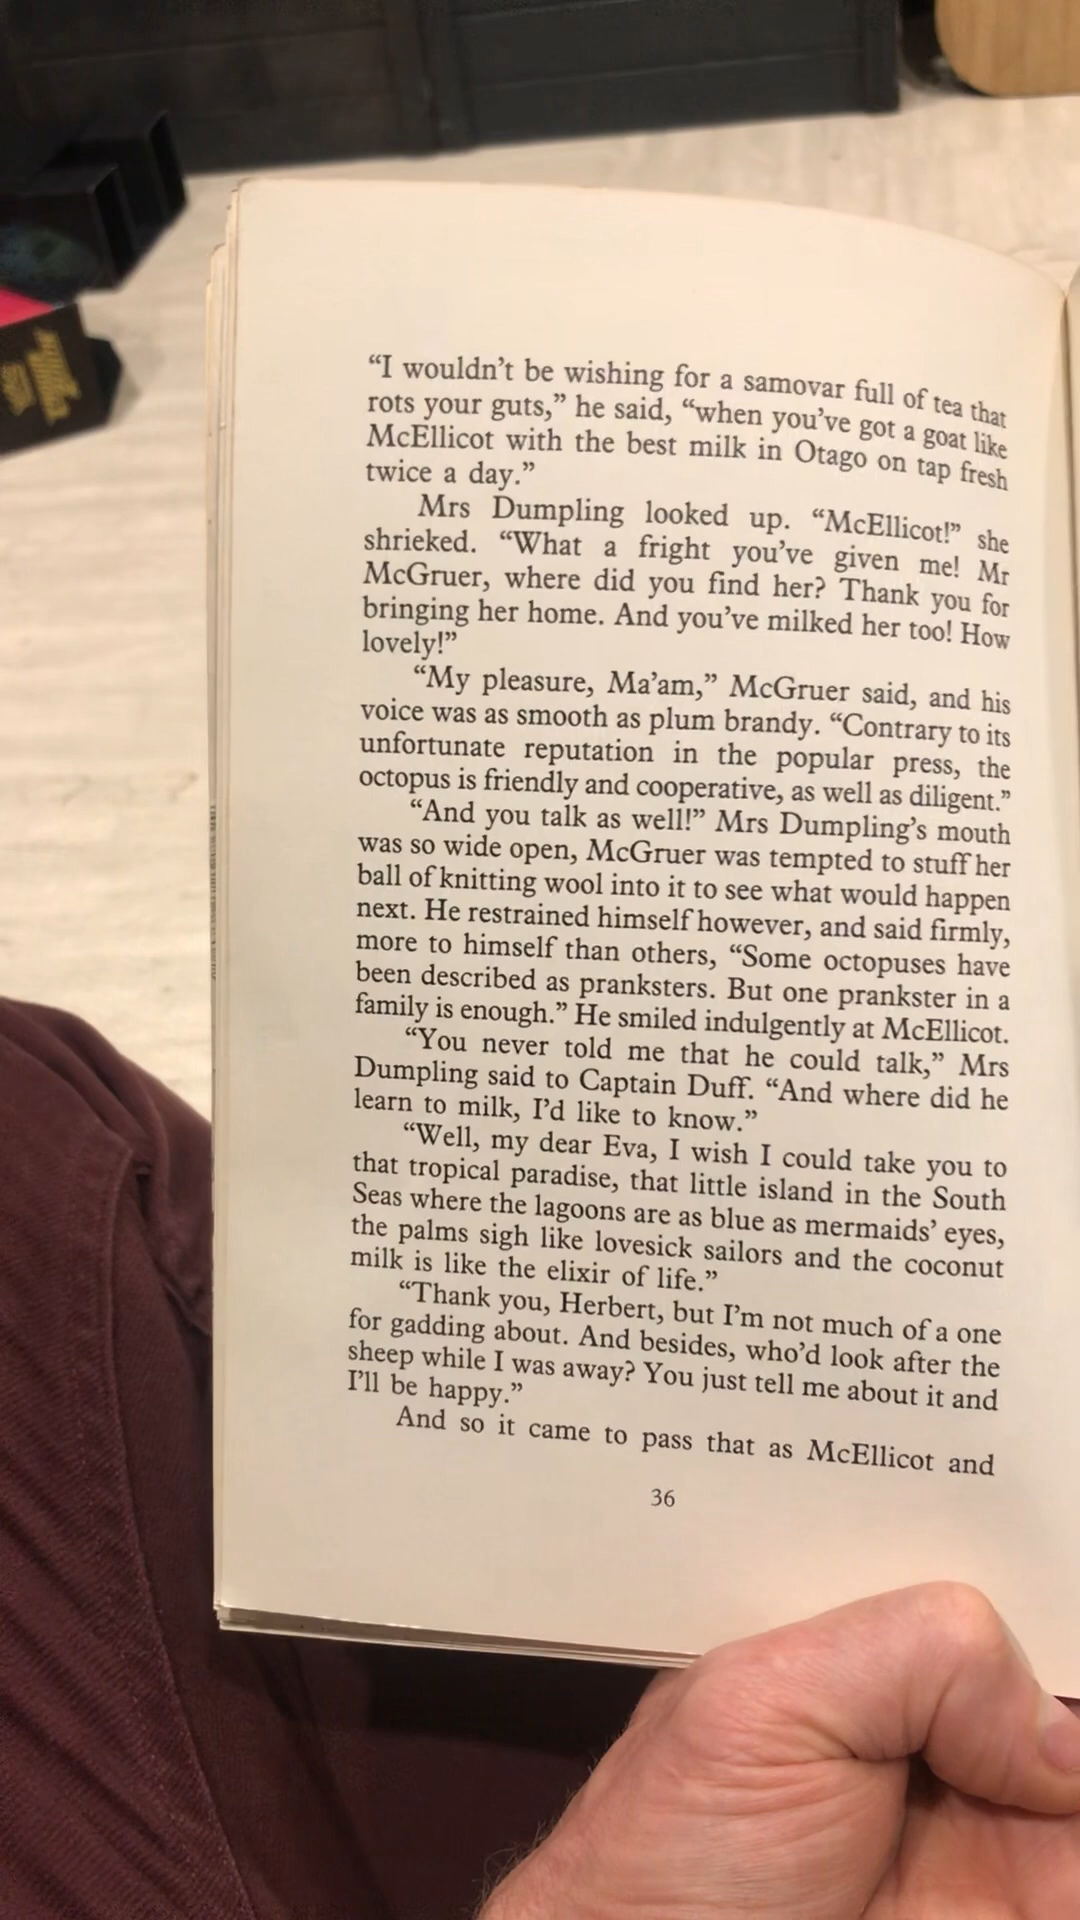 “I wouldn’t be wishing for a samovar full of tea that
rots your guts,” he said, “when you’ve got a goat like
McEllicot with the best milk in Otago on tap fresh
twice a day.”
Mrs Dumpling looked up. “McEllicot!” she
shrieked. “What a fright you’ve given me! Mr
McGruer, where did you find her? Thank you for
bringing her home. And you’ve milked her too! How
lovely!”
“My pleasure, Ma’am,” McGruer said, and his
voice was as smooth as plum brandy. “Contrary to its
unfortunate reputation in the popular press, the
octopus is friendly and cooperative, as well as diligent.”
“And you talk as well!” Mrs Dumpling’s mouth
was so wide open, McGruer was tempted to stuff her
ball of knitting wool into it to see what would happen
next. He restrained himself however, and said firmly,
more to himself than others, “Some octopuses have
been described as pranksters. But one prankster in a
family is enough.” He smiled indulgently at McEllicot.
“You never told me that he could talk,” Mrs
Dumpling said to Captain Duff. “And where did he
learn to milk, I’d like to know.”
“Well, my dear Eva, I wish I could take you to
that tropical paradise, that little island in the South
Seas where the lagoons are as blue as mermaids’ eyes,
the palms sigh like lovesick sailors and the coconut
milk is like the elixir of life.”
“Thank you, Herbert, but I’m not much of a one
for gadding about. And besides, who’d look after the
sheep while I was away? You just tell me about it and
I’ll be happy.”
And so it came to pass that as McEllicot and
36